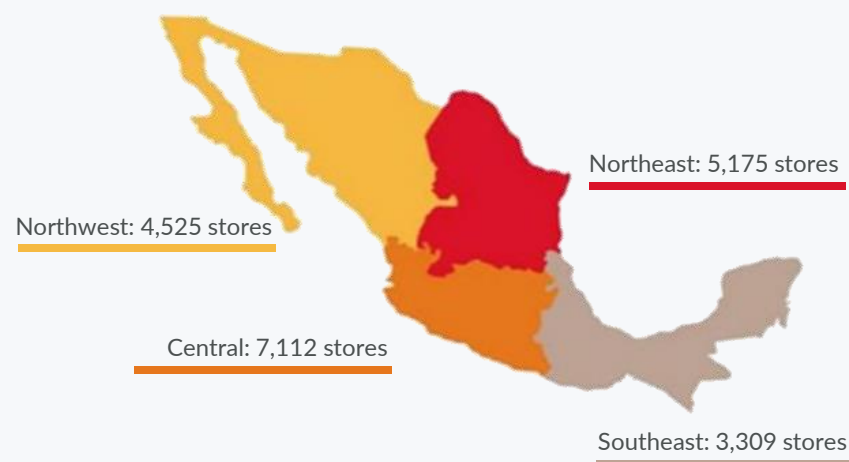 Northeast: 5,175 stores
Northwest: 4,525 stores
Central: 7,112 stores
Southeast: 3,309 stores